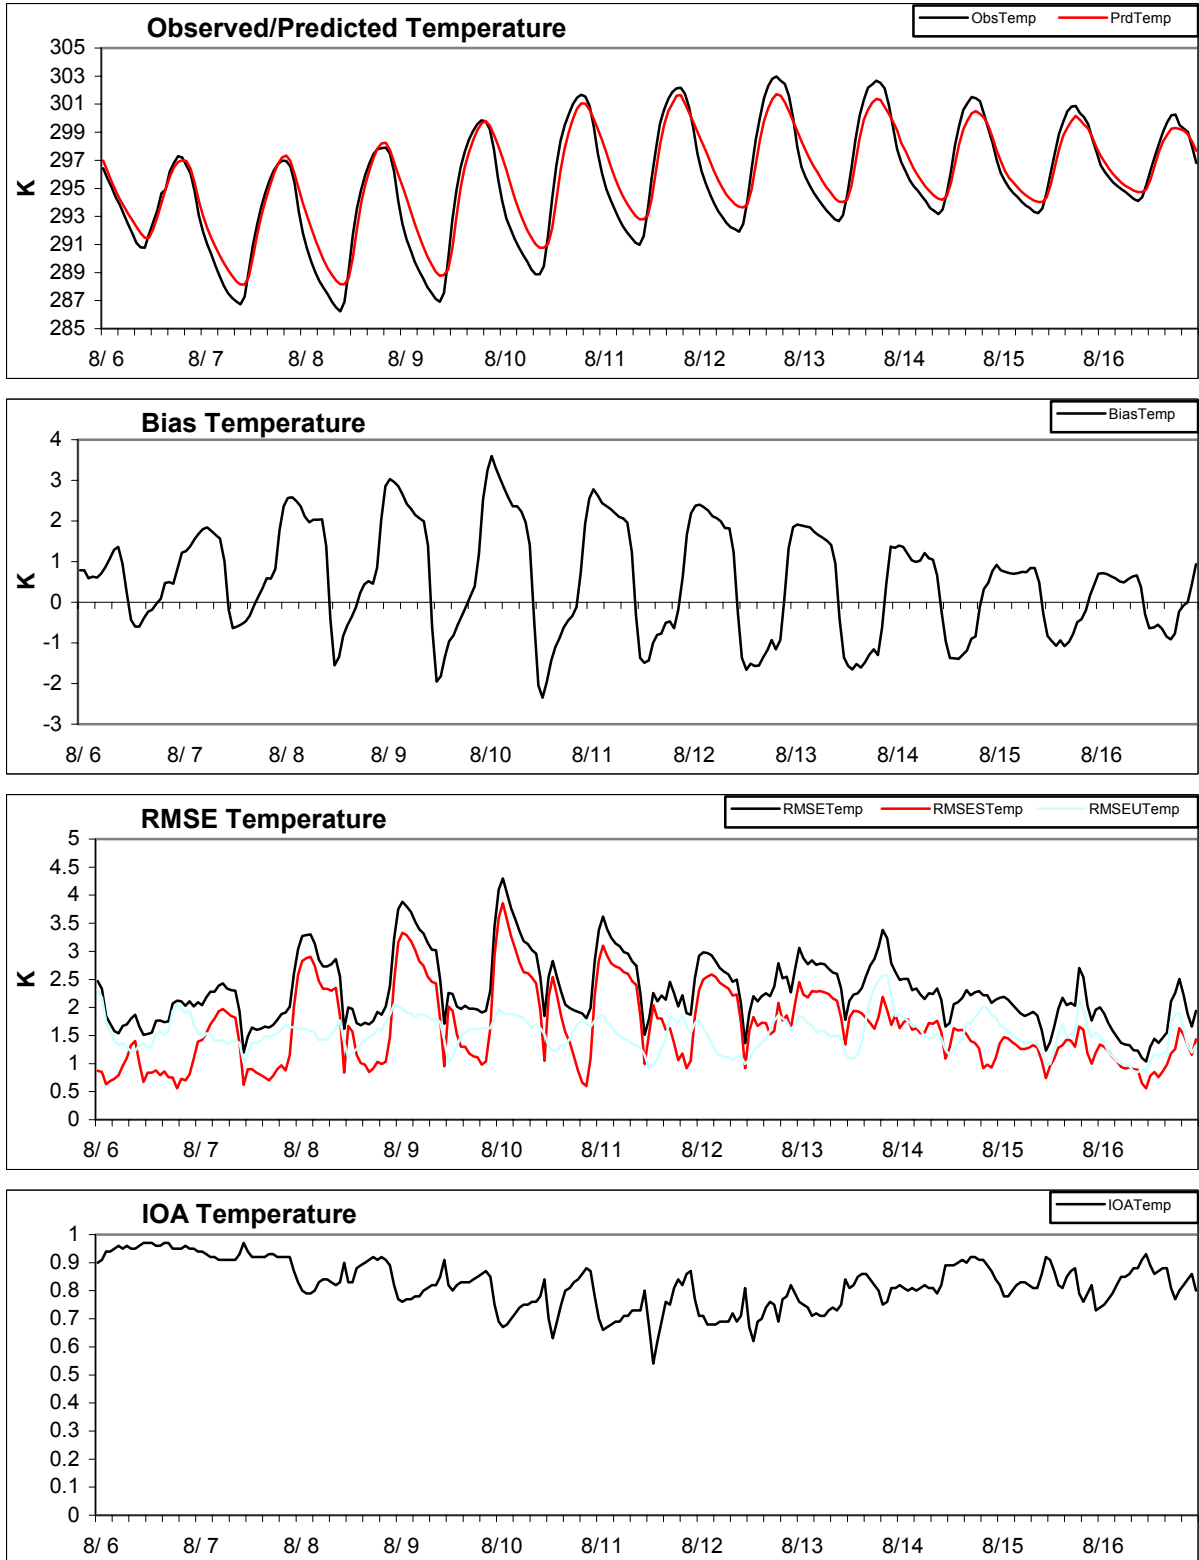 Observed/Predicted Temperature
ObsTemp PrdTemp
305
303
301
299
297
295
293
291
289
287
285
K
8/ 6 8/ 7 8/ 8 8/ 9 8/10 8/11 8/12 8/13 8/14 8/15 8/16
Bias Temperature
BiasTemp
4
3
2
1
0
-1
-2
-3
K
8/ 6 8/ 7 8/ 8 8/ 9 8/10 8/11 8/12 8/13 8/14 8/15 8/16
RMSE Temperature
RMSETemp RMSESTemp RMSEUTemp
5
4.5
4
3.5
3
2.5
2
1.5
1
0.5
0
K
8/ 6 8/ 7 8/ 8 8/ 9 8/10 8/11 8/12 8/13 8/14 8/15 8/16
IOA Temperature
IOATemp
1
0.9
0.8
0.7
0.6
0.5
0.4
0.3
0.2
0.1
0
8/ 6 8/ 7 8/ 8 8/ 9 8/10 8/11 8/12 8/13 8/14 8/15 8/16